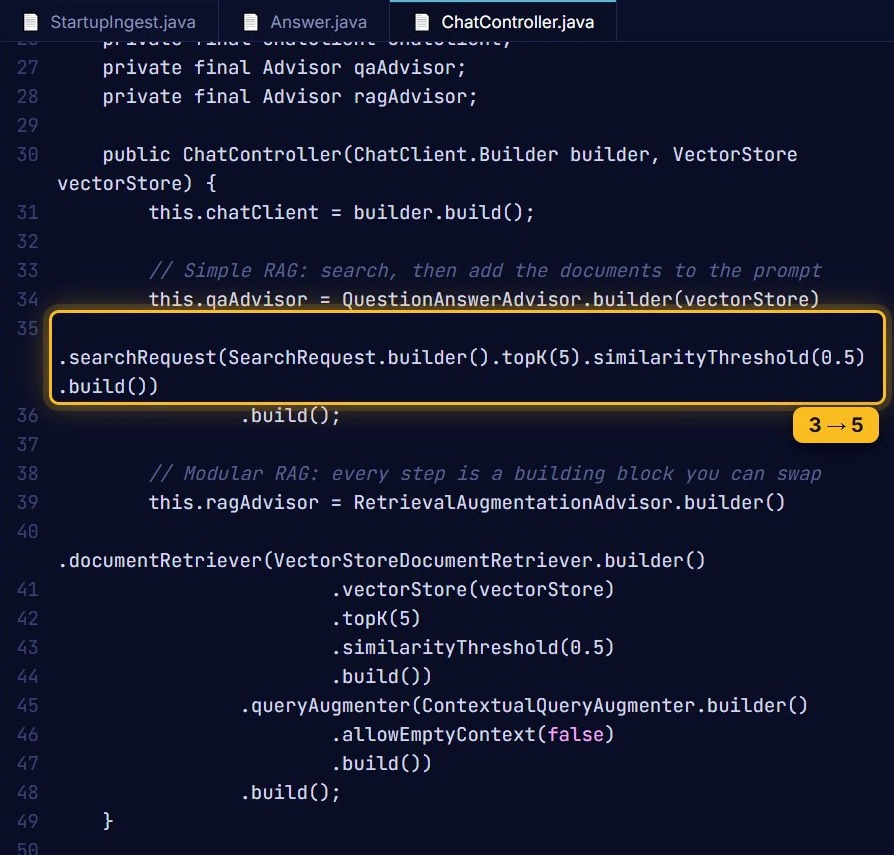 StartupIngest.java Answer.java ChatController.java
26 private final ChatClient chatClient;
27 private final Advisor qaAdvisor;
28 private final Advisor ragAdvisor;
29
30 public ChatController(ChatClient.Builder builder, VectorStore
vectorStore) {
31 this.chatClient = builder.build();
32
33 // Simple RAG: search, then add the documents to the prompt
34 this.qaAdvisor = QuestionAnswerAdvisor.builder(vectorStore)
35
.searchRequest(SearchRequest.builder().topK(5).similarityThreshold(0.5)
.build())
36 .build();
3→5
37
38 // Modular RAG: every step is a building block you can swap
39 this.ragAdvisor = RetrievalAugmentationAdvisor.builder()
40
.documentRetriever(VectorStoreDocumentRetriever.builder()
41 .vectorStore(vectorStore)
42 .topK(5)
43 .similarityThreshold(0.5)
44 .build())
45 .queryAugmenter(ContextualQueryAugmenter.builder()
46 .allowEmptyContext(false)
47 .build())
48 .build();
49 }
50